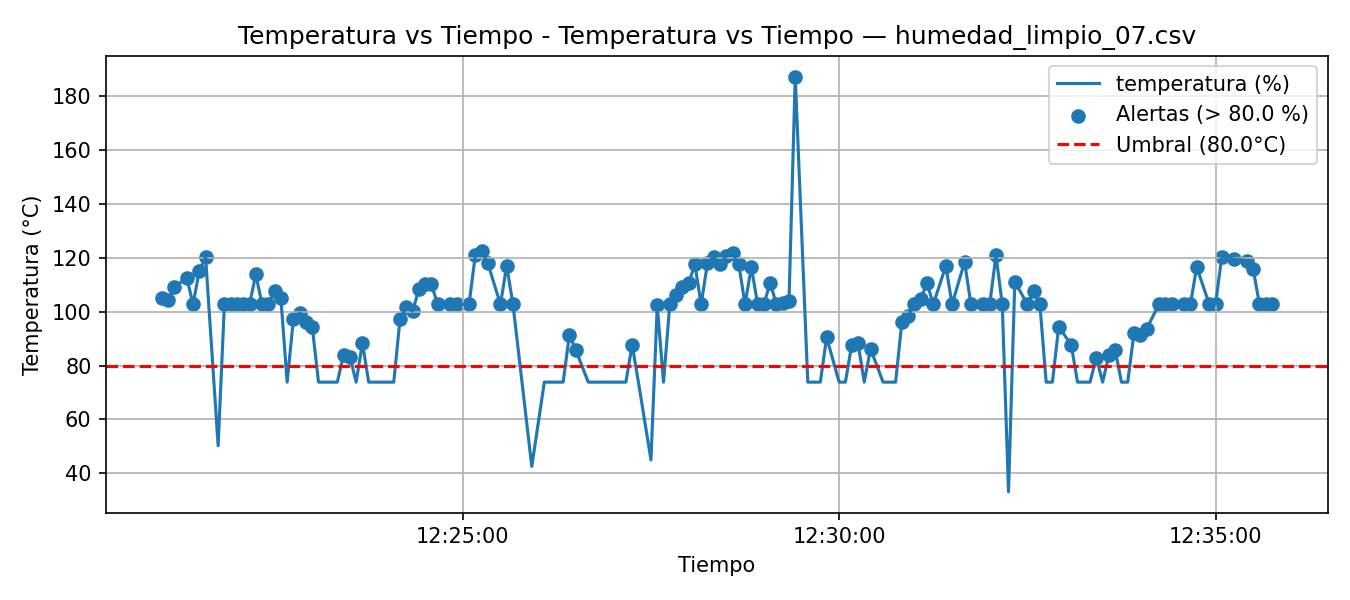 Temperatura vs Tiempo - Temperatura vs Tiempo — humedad_limpio_07.csv
temperatura (%)
Alertas (> 80.0 %)
Umbral (80.0°C)
Temperatura (°C)
180
160
140
120
100
80
60
40
12:25:00
12:30:00
12:35:00
Tiempo